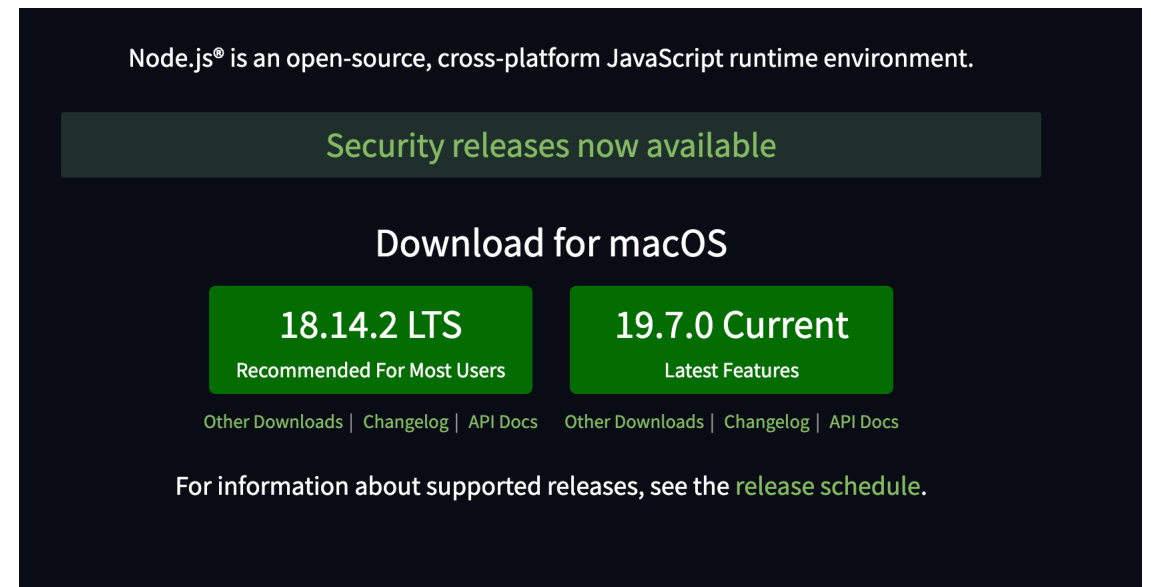 Node.js® is an open-source, cross-platform JavaScript runtime environment.
Security releases now available
Download for macOS
18.14.2 LTS
Recommended For Most Users
19.7.0 Current
Latest Features
Other Downloads | Changelog | API Docs
Other Downloads | Changelog | API Docs
For information about supported releases, see the release schedule.